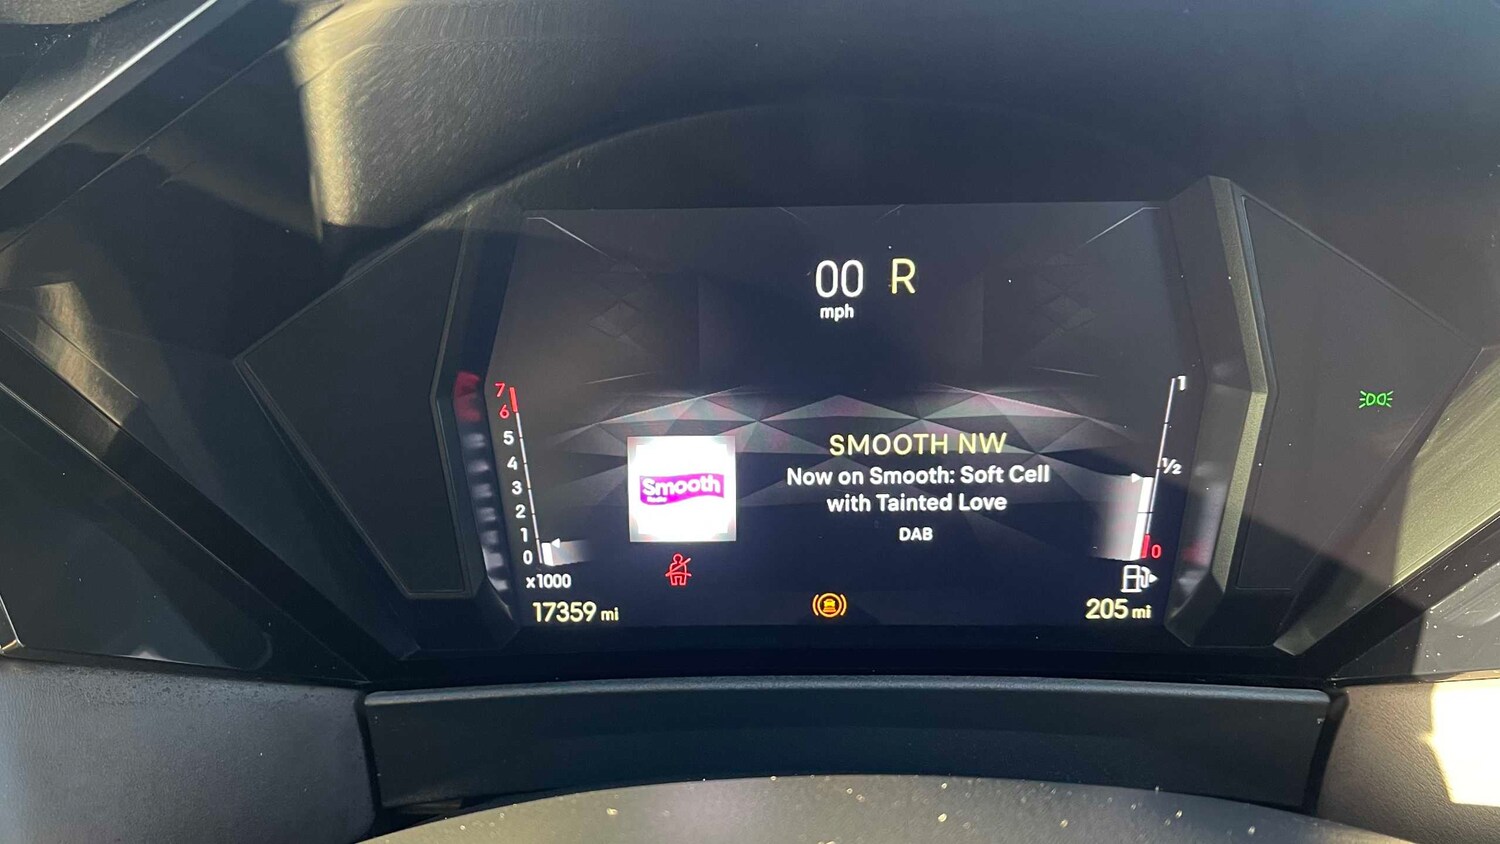 00 R
mph
7
6
5
4
3
2
1
0
x1000
17359 mi
Smooth
Radio
SMOOTH NW
Now on Smooth: Soft Cell
with Tainted Love
DAB
1
1/2
0
205 mi